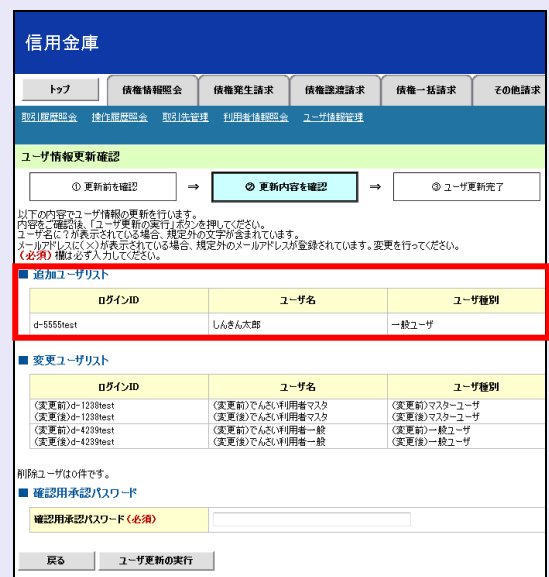 信用金庫
トップ 債権情報照会 債権発生請求 債権譲渡請求 債権一括請求 その他請求
取引履歴照会 操作履歴照会 取引先管理 利用者情報照会 ユーザ情報管理
ユーザ情報更新確認
① 更新前を確認 ⇒ ② 更新内容を確認 ⇒ ③ ユーザ更新完了
以下の内容でユーザ情報の更新を行います。
内容をご確認後、「ユーザ更新の実行」ボタンを押してください。
ユーザ名に?が表示されている場合、規定外の文字が含まれています。
メールアドレスに(×)が表示されている場合、規定外のメールアドレスが登録されています。変更を行ってください。
(必須)欄は必ず入力してください。
■ 追加ユーザリスト
ログインID ユーザ名 ユーザ種別
d-5555test しんきん太郎 一般ユーザ
■ 変更ユーザリスト
ログインID ユーザ名 ユーザ種別
(変更前)d-1238test (変更前)でんさい利用者マスタ (変更前)マスターユーザ
(変更後)d-1238test (変更後)でんさい利用者マスタ (変更後)マスターユーザ
(変更前)d-4239test (変更前)でんさい利用者一般 (変更前)一般ユーザ
(変更後)d-4239test (変更後)でんさい利用者一般 (変更後)一般ユーザ
削除ユーザは0件です。
■ 確認用承認パスワード
確認用承認パスワード(必須)
戻る ユーザ更新の実行